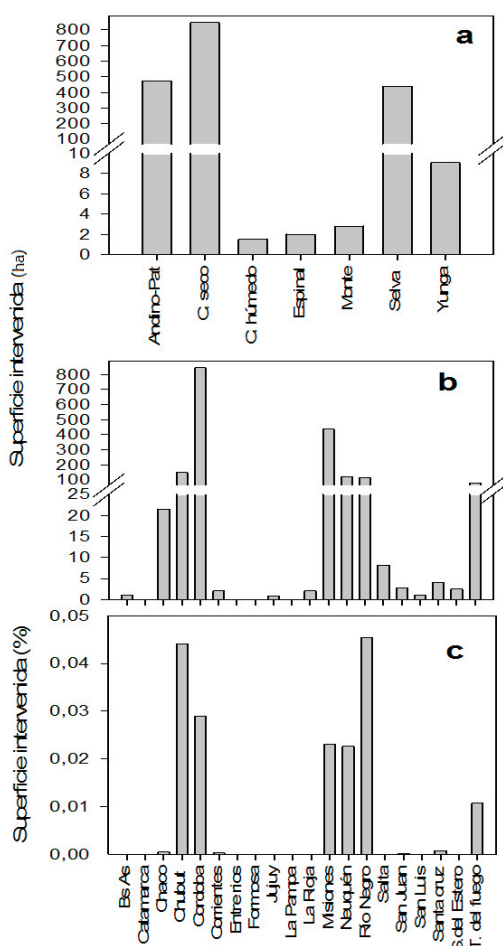 Superficie intervenida (ha)
800
700
600
500
400
300
200
100
10
8
6
4
2
0
a
Andino-Pat
C. seco
C. húmedo
Espinal
Monte
Selva
Yunga
800
700
600
500
400
300
200
100
25
20
15
10
5
0
b
Superficie intervenida (%)
0,05
0,04
0,03
0,02
0,01
0,00
c
Bs As
Catamarca
Chaco
Chubut
Cordoba
Corrientes
Entre rios
Formosa
Jujuy
La Pampa
La Rioja
Misiones
Neuquén
Río Negro
Salta
San Juan
San Luis
Santa cruz
S.del Estero
T. del fuego